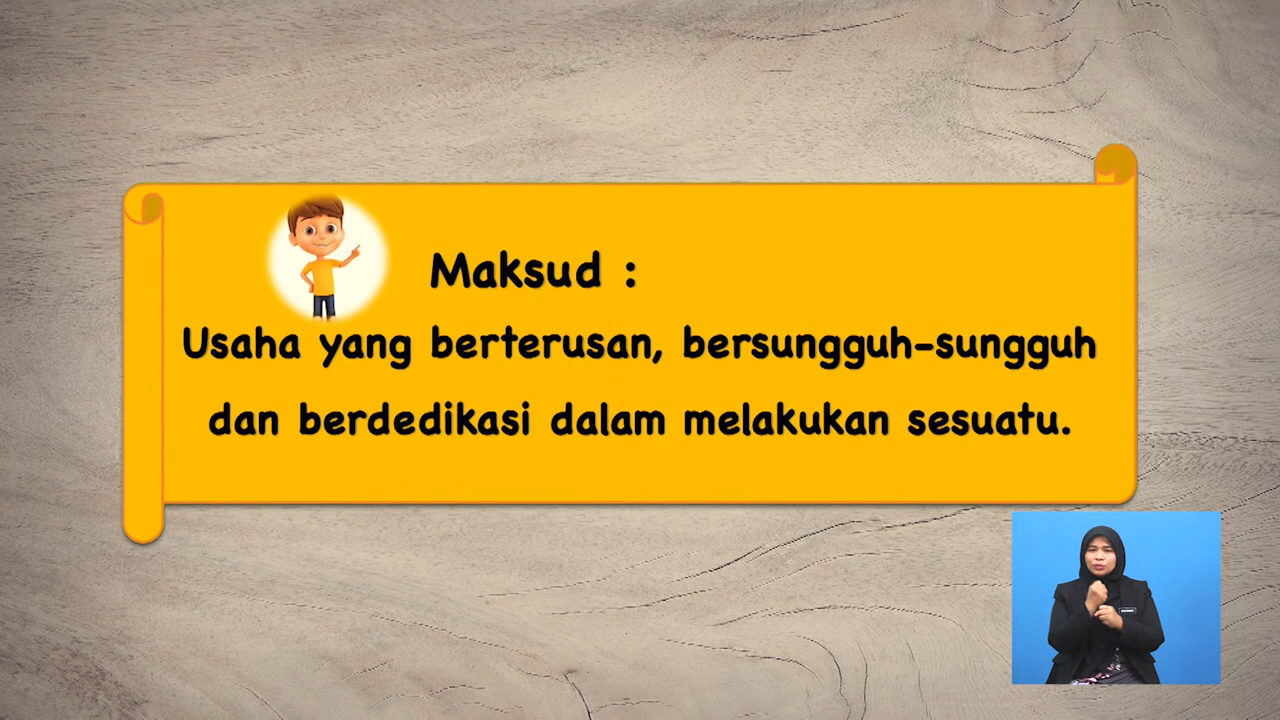 Maksud :
Usaha yang berterusan, bersungguh-sungguh
dan berdedikasi dalam melakukan sesuatu.